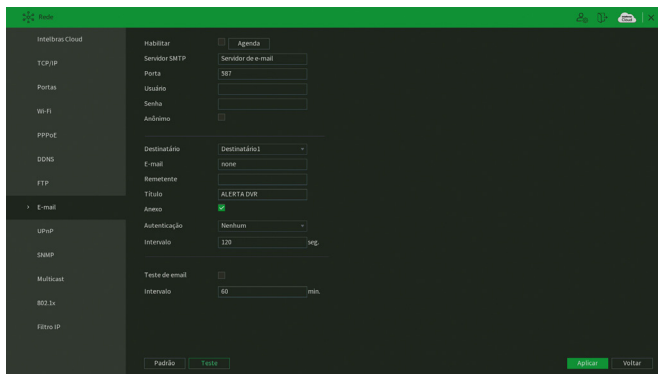 Rede
Cloud
Intelbras Cloud
TCP/IP
Portas
Wi-Fi
PPPoE
DDNS
FTP
E-mail
UPnP
SNMP
Multicast
802.1x
Filtro IP
Habilitar Agenda
Servidor SMTP Servidor de e-mail
Porta 587
Usuário
Senha
Anônimo
Destinatário Destinatário1
E-mail none
Remetente
Título ALERTA DVR
Anexo
Autenticação Nenhum
Intervalo 120 seg.
Teste de email
Intervalo 60 min.
Padrão Teste Aplicar Voltar